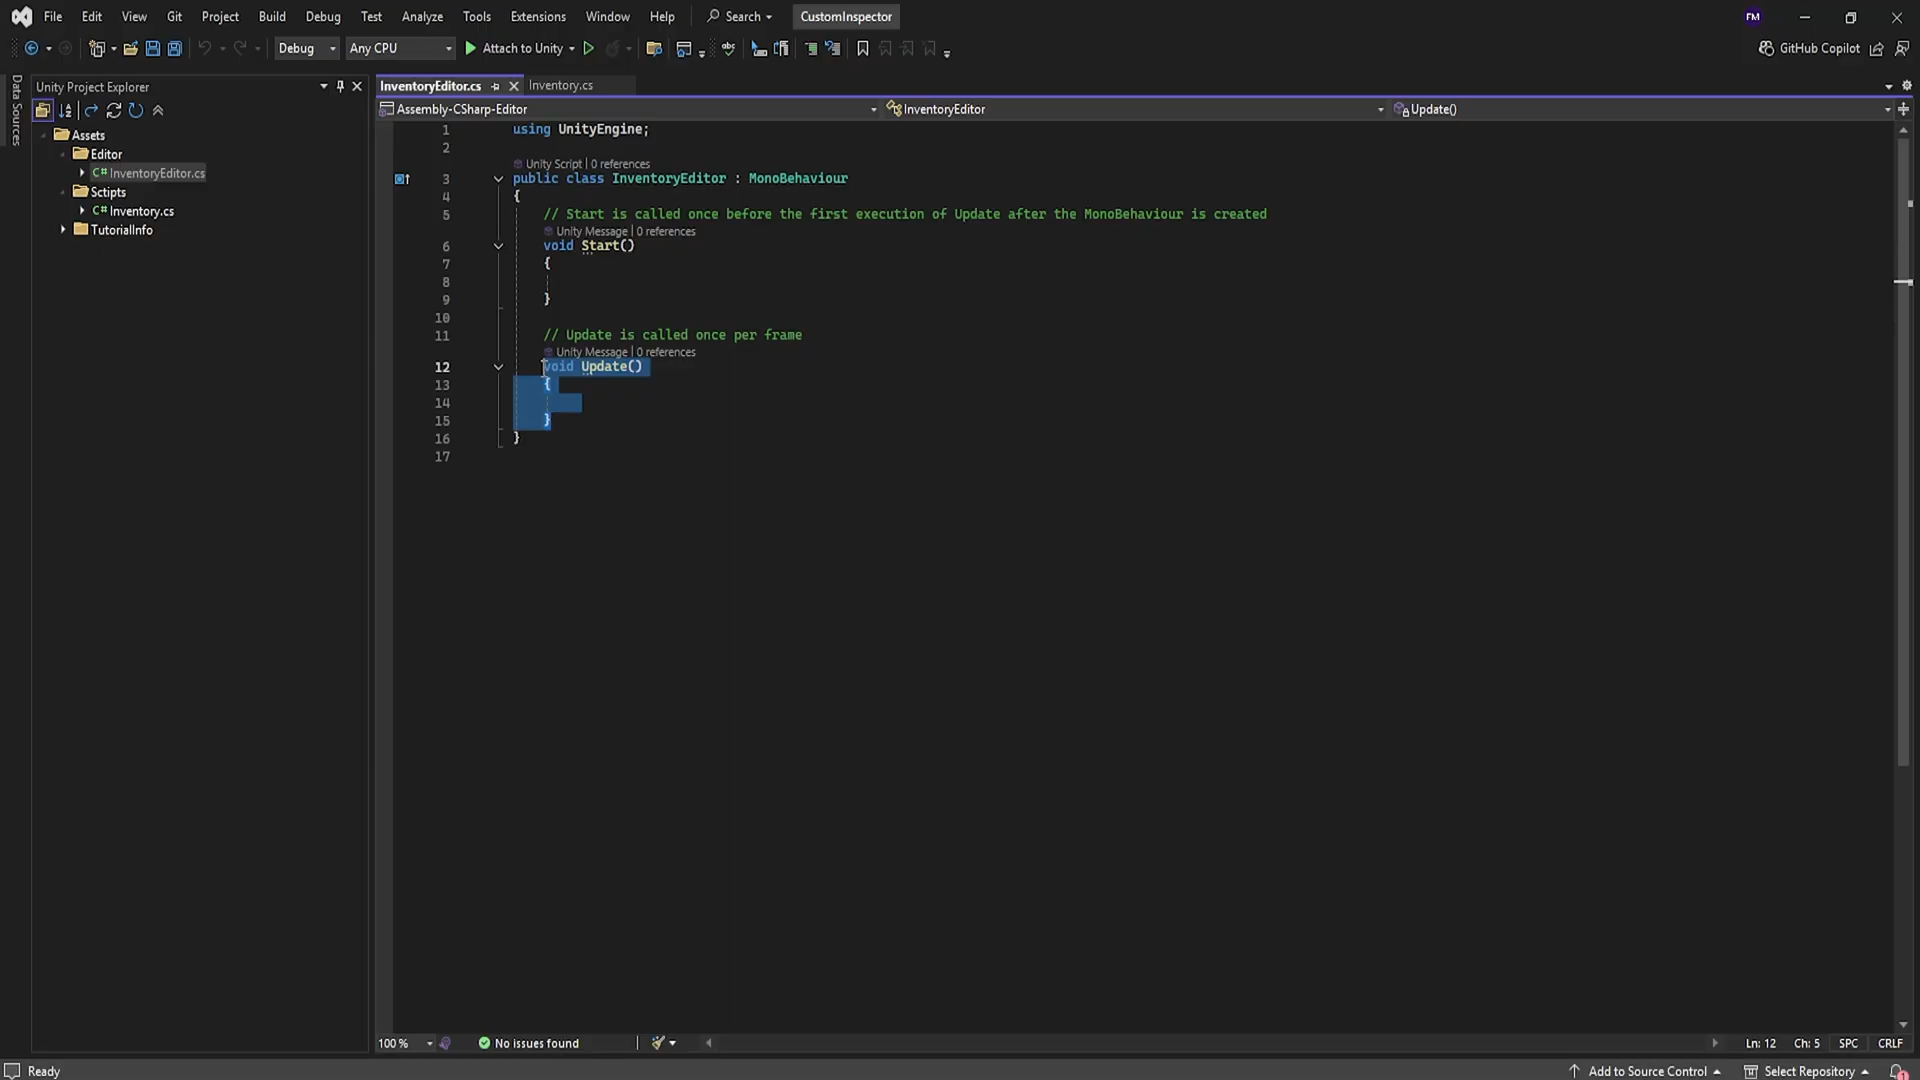 File Edit View Git Project Build Debug Test Analyze Tools Extensions Window Help Search CustomInspector FM
Debug Any CPU Attach to Unity GitHub Copilot
Data Sources
Unity Project Explorer
Assets
Editor
C# InventoryEditor.cs
Sctipts
C# Inventory.cs
TutorialInfo
InventoryEditor.cs Inventory.cs
Assembly-CSharp-Editor InventoryEditor Update()
1 using UnityEngine;
2
Unity Script | 0 references
3 public class InventoryEditor : MonoBehaviour
4 {
5 // Start is called once before the first execution of Update after the MonoBehaviour is created
Unity Message | 0 references
6 void Start()
7 {
8
9 }
10
11 // Update is called once per frame
Unity Message | 0 references
12 void Update()
13 {
14
15 }
16 }
17
100 % No issues found Ln: 12 Ch: 5 SPC CRLF
Ready Add to Source Control Select Repository 1